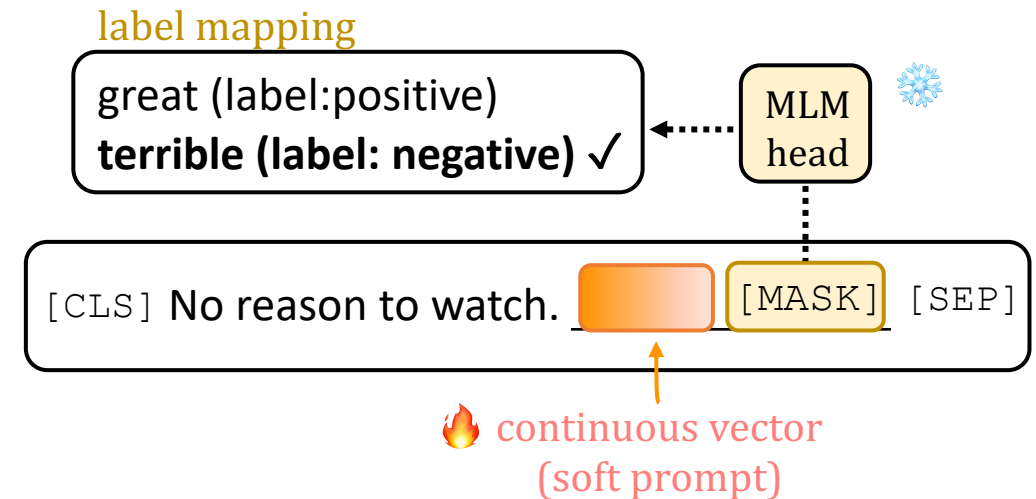 label mapping
great (label:positive)
terrible (label: negative) ✓
MLM
head
[CLS] No reason to watch. [MASK] [SEP]
continuous vector
(soft prompt)